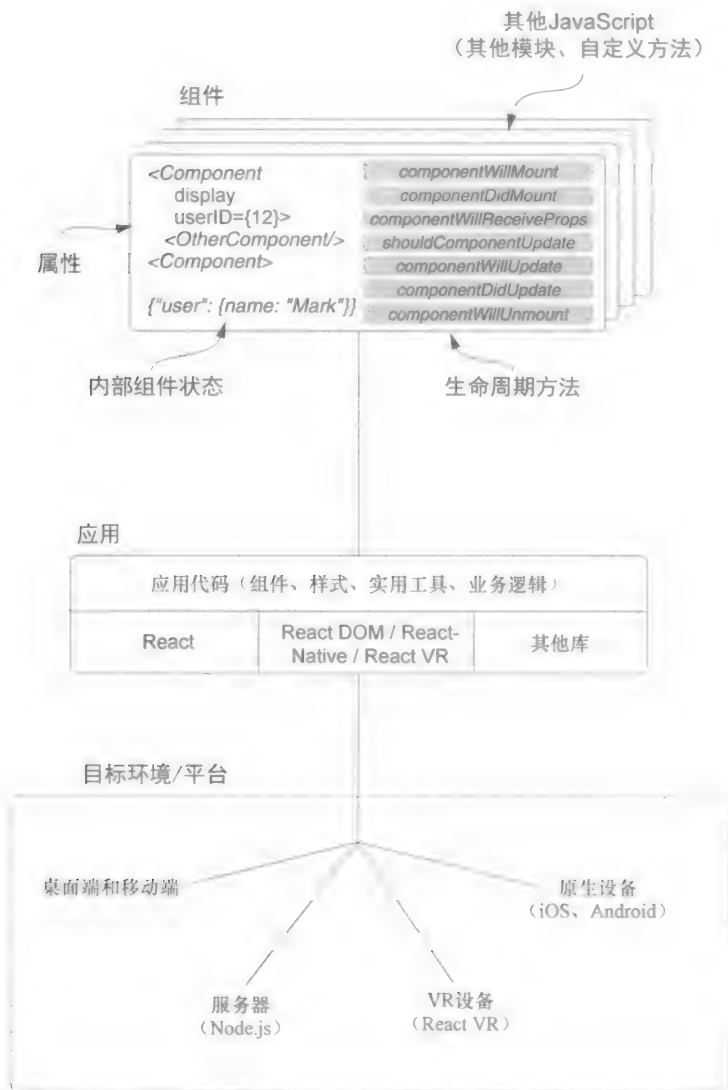 其他JavaScript
（其他模块、自定义方法）
组件
<Component
display
userID={12}>
<OtherComponent/>
<Component>
{"user": {name: "Mark"}}
componentWillMount
componentDidMount
componentWillReceiveProps
shouldComponentUpdate
componentWillUpdate
componentDidUpdate
componentWillUnmount
属性
内部组件状态
生命周期方法
应用
应用代码（组件、样式、实用工具、业务逻辑）
React
React DOM / React-
Native / React VR
其他库
目标环境/平台
桌面端和移动端
原生设备
（iOS、Android）
服务器
（Node.js）
VR设备
（React VR）